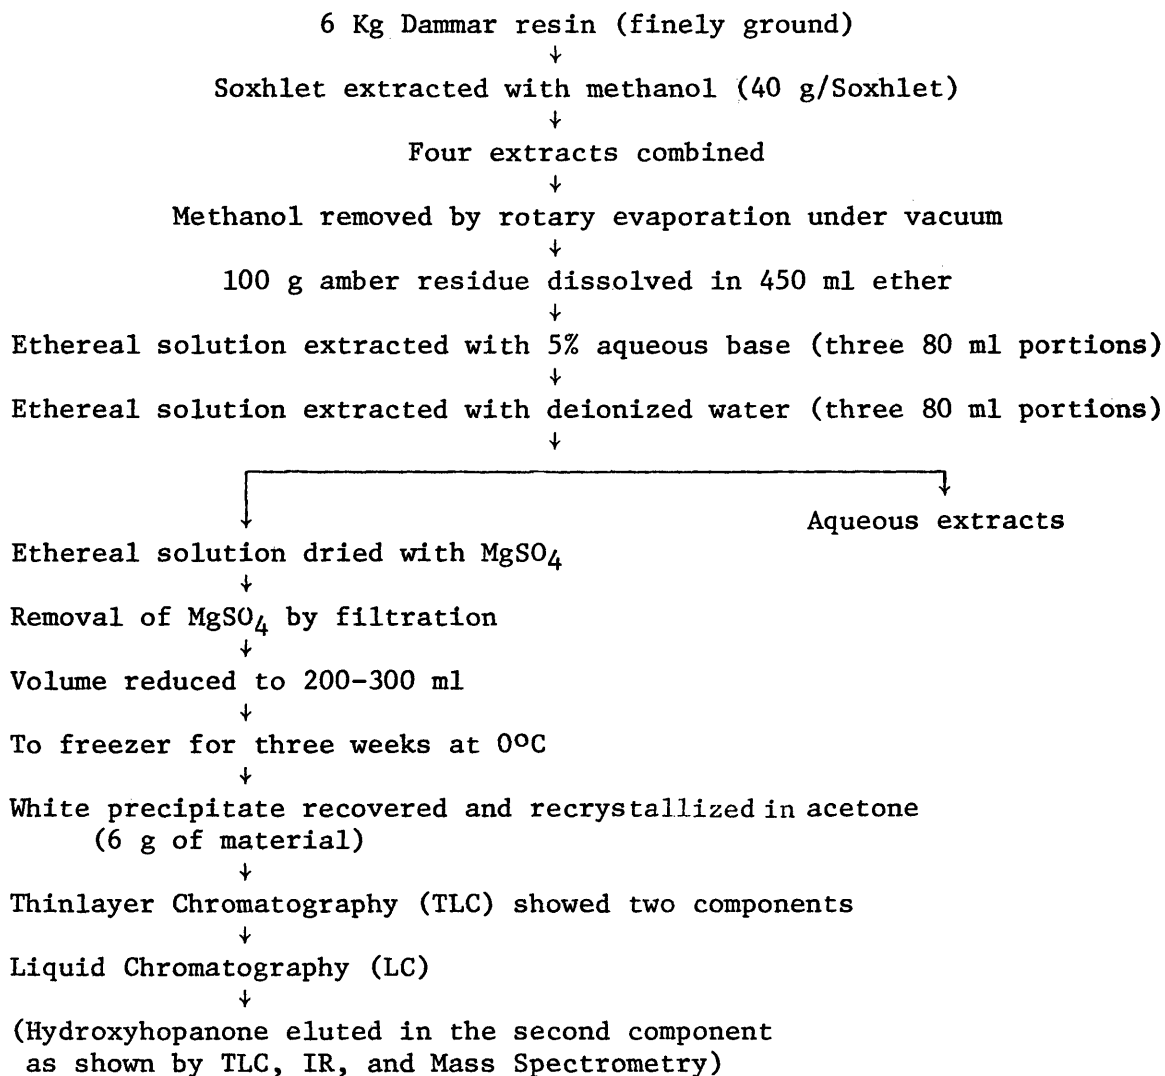 6 Kg Dammar resin (finely ground)
↓
Soxhlet extracted with methanol (40 g/Soxhlet)
↓
Four extracts combined
↓
Methanol removed by rotary evaporation under vacuum
↓
100 g amber residue dissolved in 450 ml ether
↓
Ethereal solution extracted with 5% aqueous base (three 80 ml portions)
↓
Ethereal solution extracted with deionized water (three 80 ml portions)
↓
Aqueous extracts
Ethereal solution dried with MgSO4
↓
Removal of MgSO4 by filtration
↓
Volume reduced to 200-300 ml
↓
To freezer for three weeks at 0°C
↓
White precipitate recovered and recrystallized in acetone
(6 g of material)
↓
Thinlayer Chromatography (TLC) showed two components
↓
Liquid Chromatography (LC)
↓
(Hydroxyhopanone eluted in the second component
as shown by TLC, IR, and Mass Spectrometry)